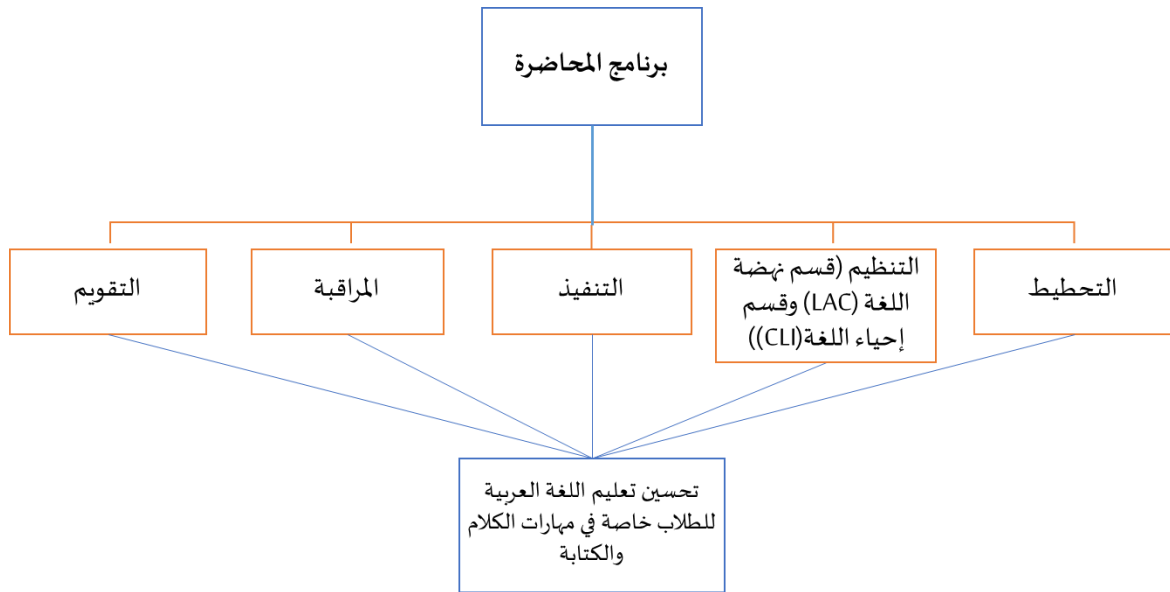 برنامج المحاضرة
التحطيط
التنظيم (قسم نهضة
اللغة (LAC) وقسم
إحياء اللغة(CLI))
التنفيذ
المراقبة
التقويم
تحسين تعليم اللغة العربية
للطلاب خاصة في مهارات الكلام
والكتابة